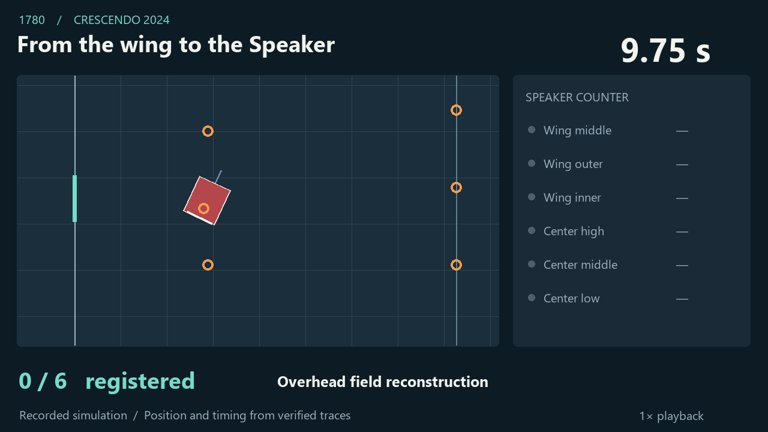 1780 / CRESCENDO 2024
From the wing to the Speaker
9.75 s
SPEAKER COUNTER
Wing middle —
Wing outer —
Wing inner —
Center high —
Center middle —
Center low —
0 / 6 registered
Overhead field reconstruction
Recorded simulation / Position and timing from verified traces
1× playback